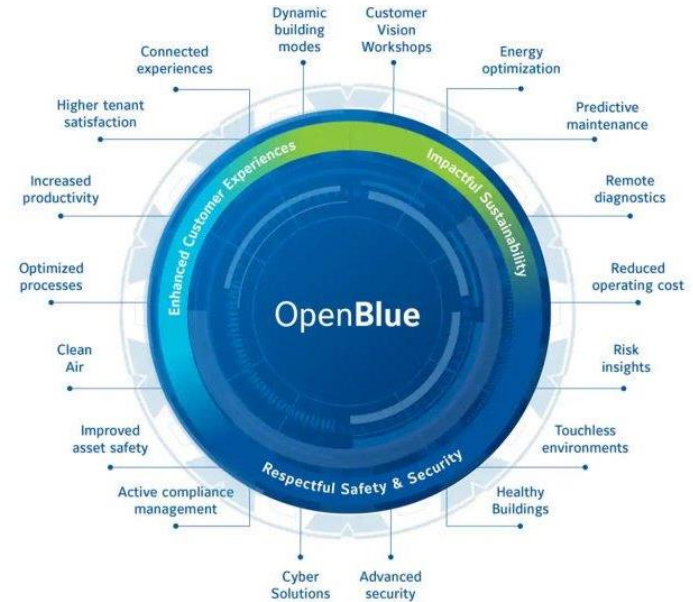 Dynamic
building
modes
Customer
Vision
Workshops
Connected
experiences
Energy
optimization
Higher tenant
satisfaction
Predictive
maintenance
Increased
productivity
Remote
diagnostics
Optimized
processes
Reduced
operating cost
Clean
Air
Risk
insights
Improved
asset safety
Touchless
environments
Active compliance
management
Healthy
Buildings
Cyber
Solutions
Advanced
security
Enhanced Customer Experiences
Impactful Sustainability
Respectful Safety & Security
OpenBlue